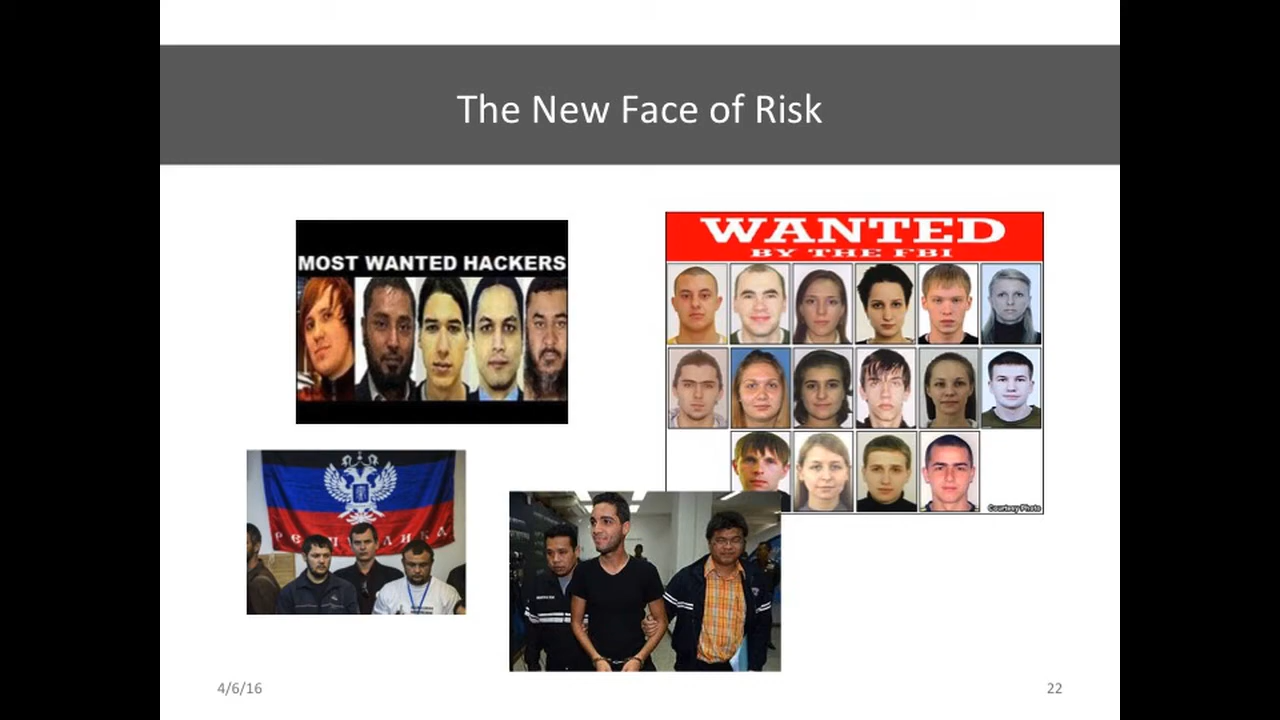 The New Face of Risk
MOST WANTED HACKERS
WANTED
BY THE FBI
Courtesy Photo
РЕСПУБЛИКА
4/6/16
22